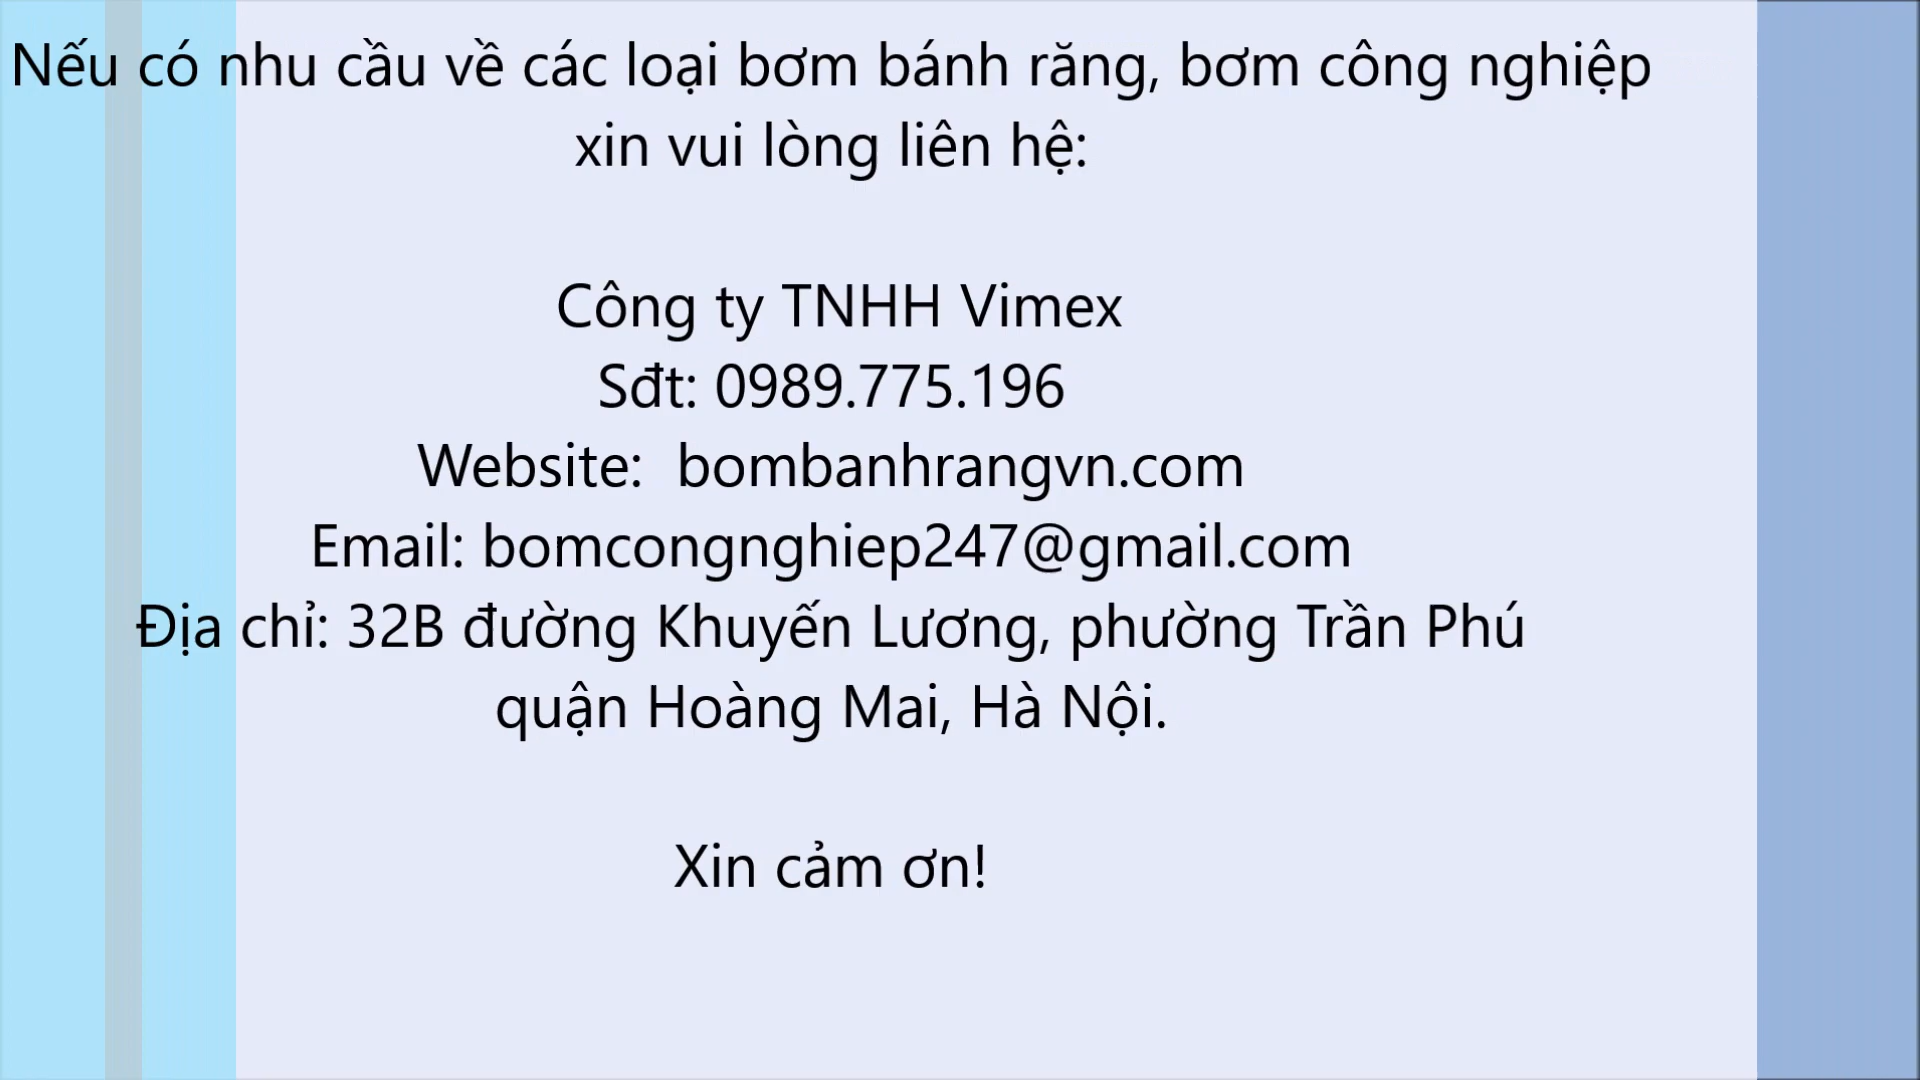 Nếu có nhu cầu về các loại bơm bánh răng, bơm công nghiệp
xin vui lòng liên hệ:
Công ty TNHH Vimex
Sđt: 0989.775.196
Website: bombanhrangvn.com
Email: bomcongnghiep247@gmail.com
Địa chỉ: 32B đường Khuyến Lương, phường Trần Phú
quận Hoàng Mai, Hà Nội.
Xin cảm ơn!